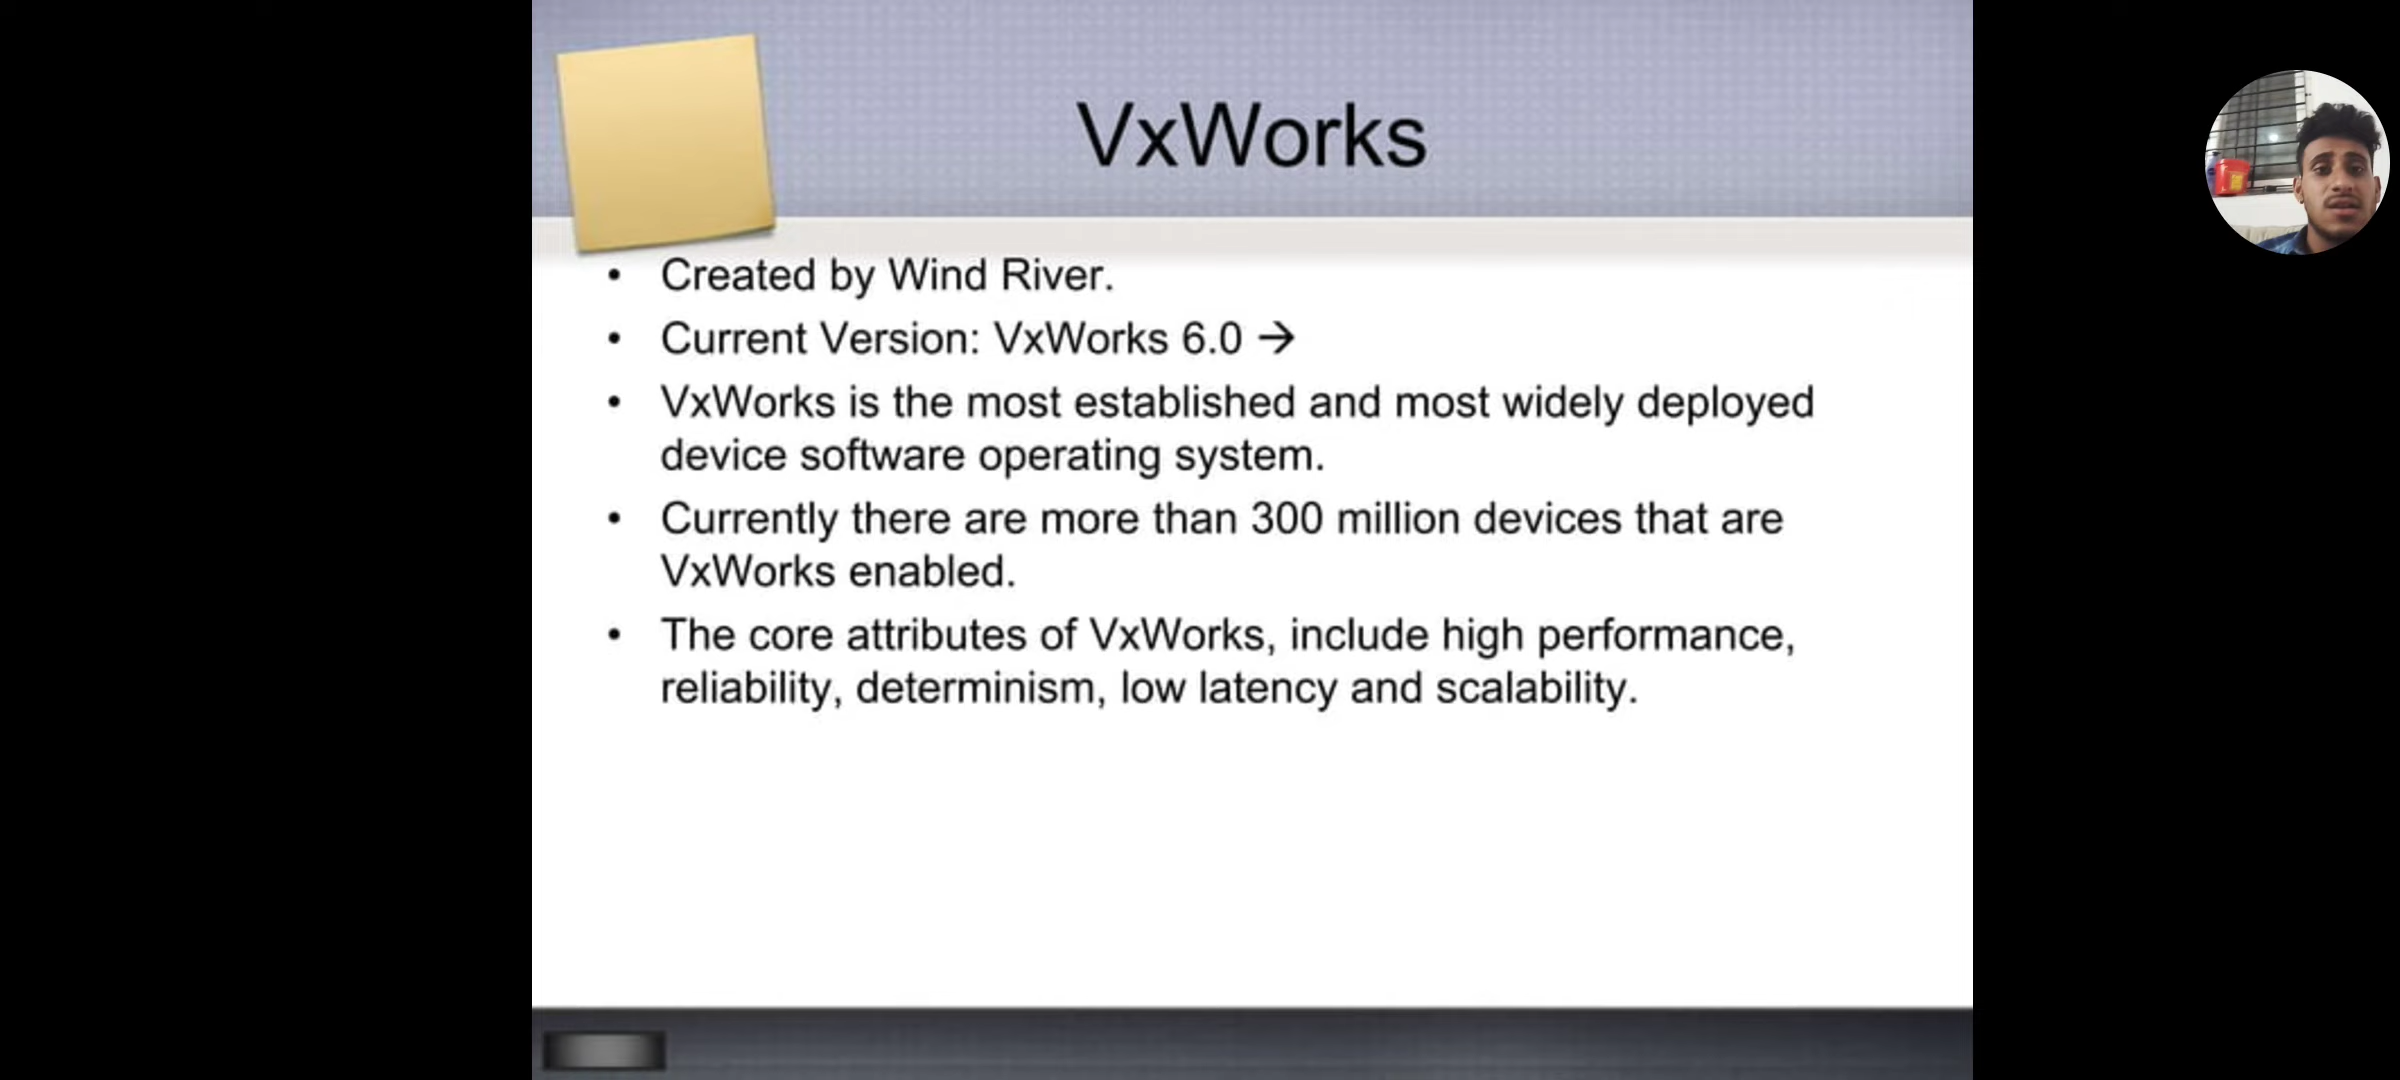 VxWorks
• Created by Wind River.
• Current Version: VxWorks 6.0 →
• VxWorks is the most established and most widely deployed
device software operating system.
• Currently there are more than 300 million devices that are
VxWorks enabled.
• The core attributes of VxWorks, include high performance,
reliability, determinism, low latency and scalability.